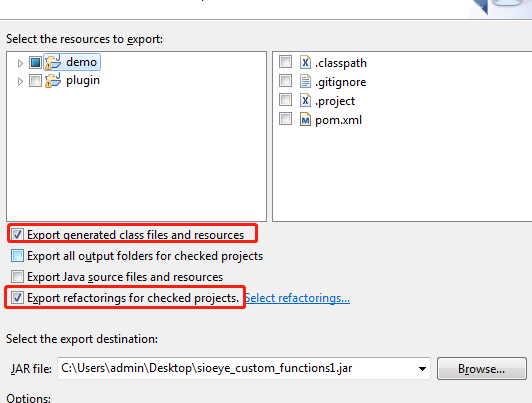 Select the resources to export:
demo
plugin
.classpath
.gitignore
.project
pom.xml
Export generated class files and resources
Export all output folders for checked projects
Export Java source files and resources
Export refactorings for checked projects. Select refactorings...
Select the export destination:
JAR file: C:\Users\admin\Desktop\sioeye_custom_functions1.jar Browse...
Options: